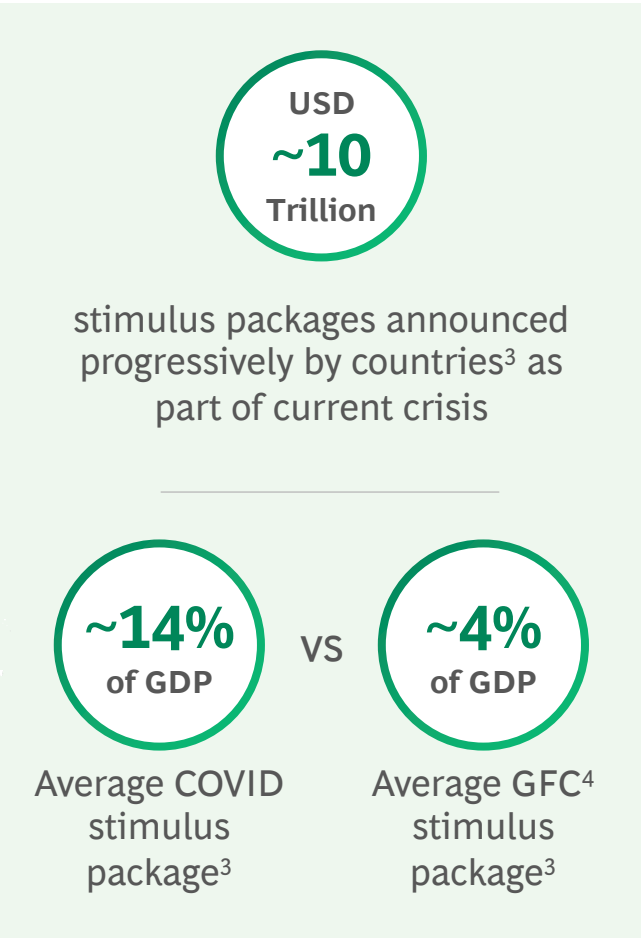 USD
~10
Trillion
stimulus packages announced
progressively by countries³ as
part of current crisis
~14%
of GDP
vs
~4%
of GDP
Average COVID
stimulus
package³
Average GFC⁴
stimulus
package³